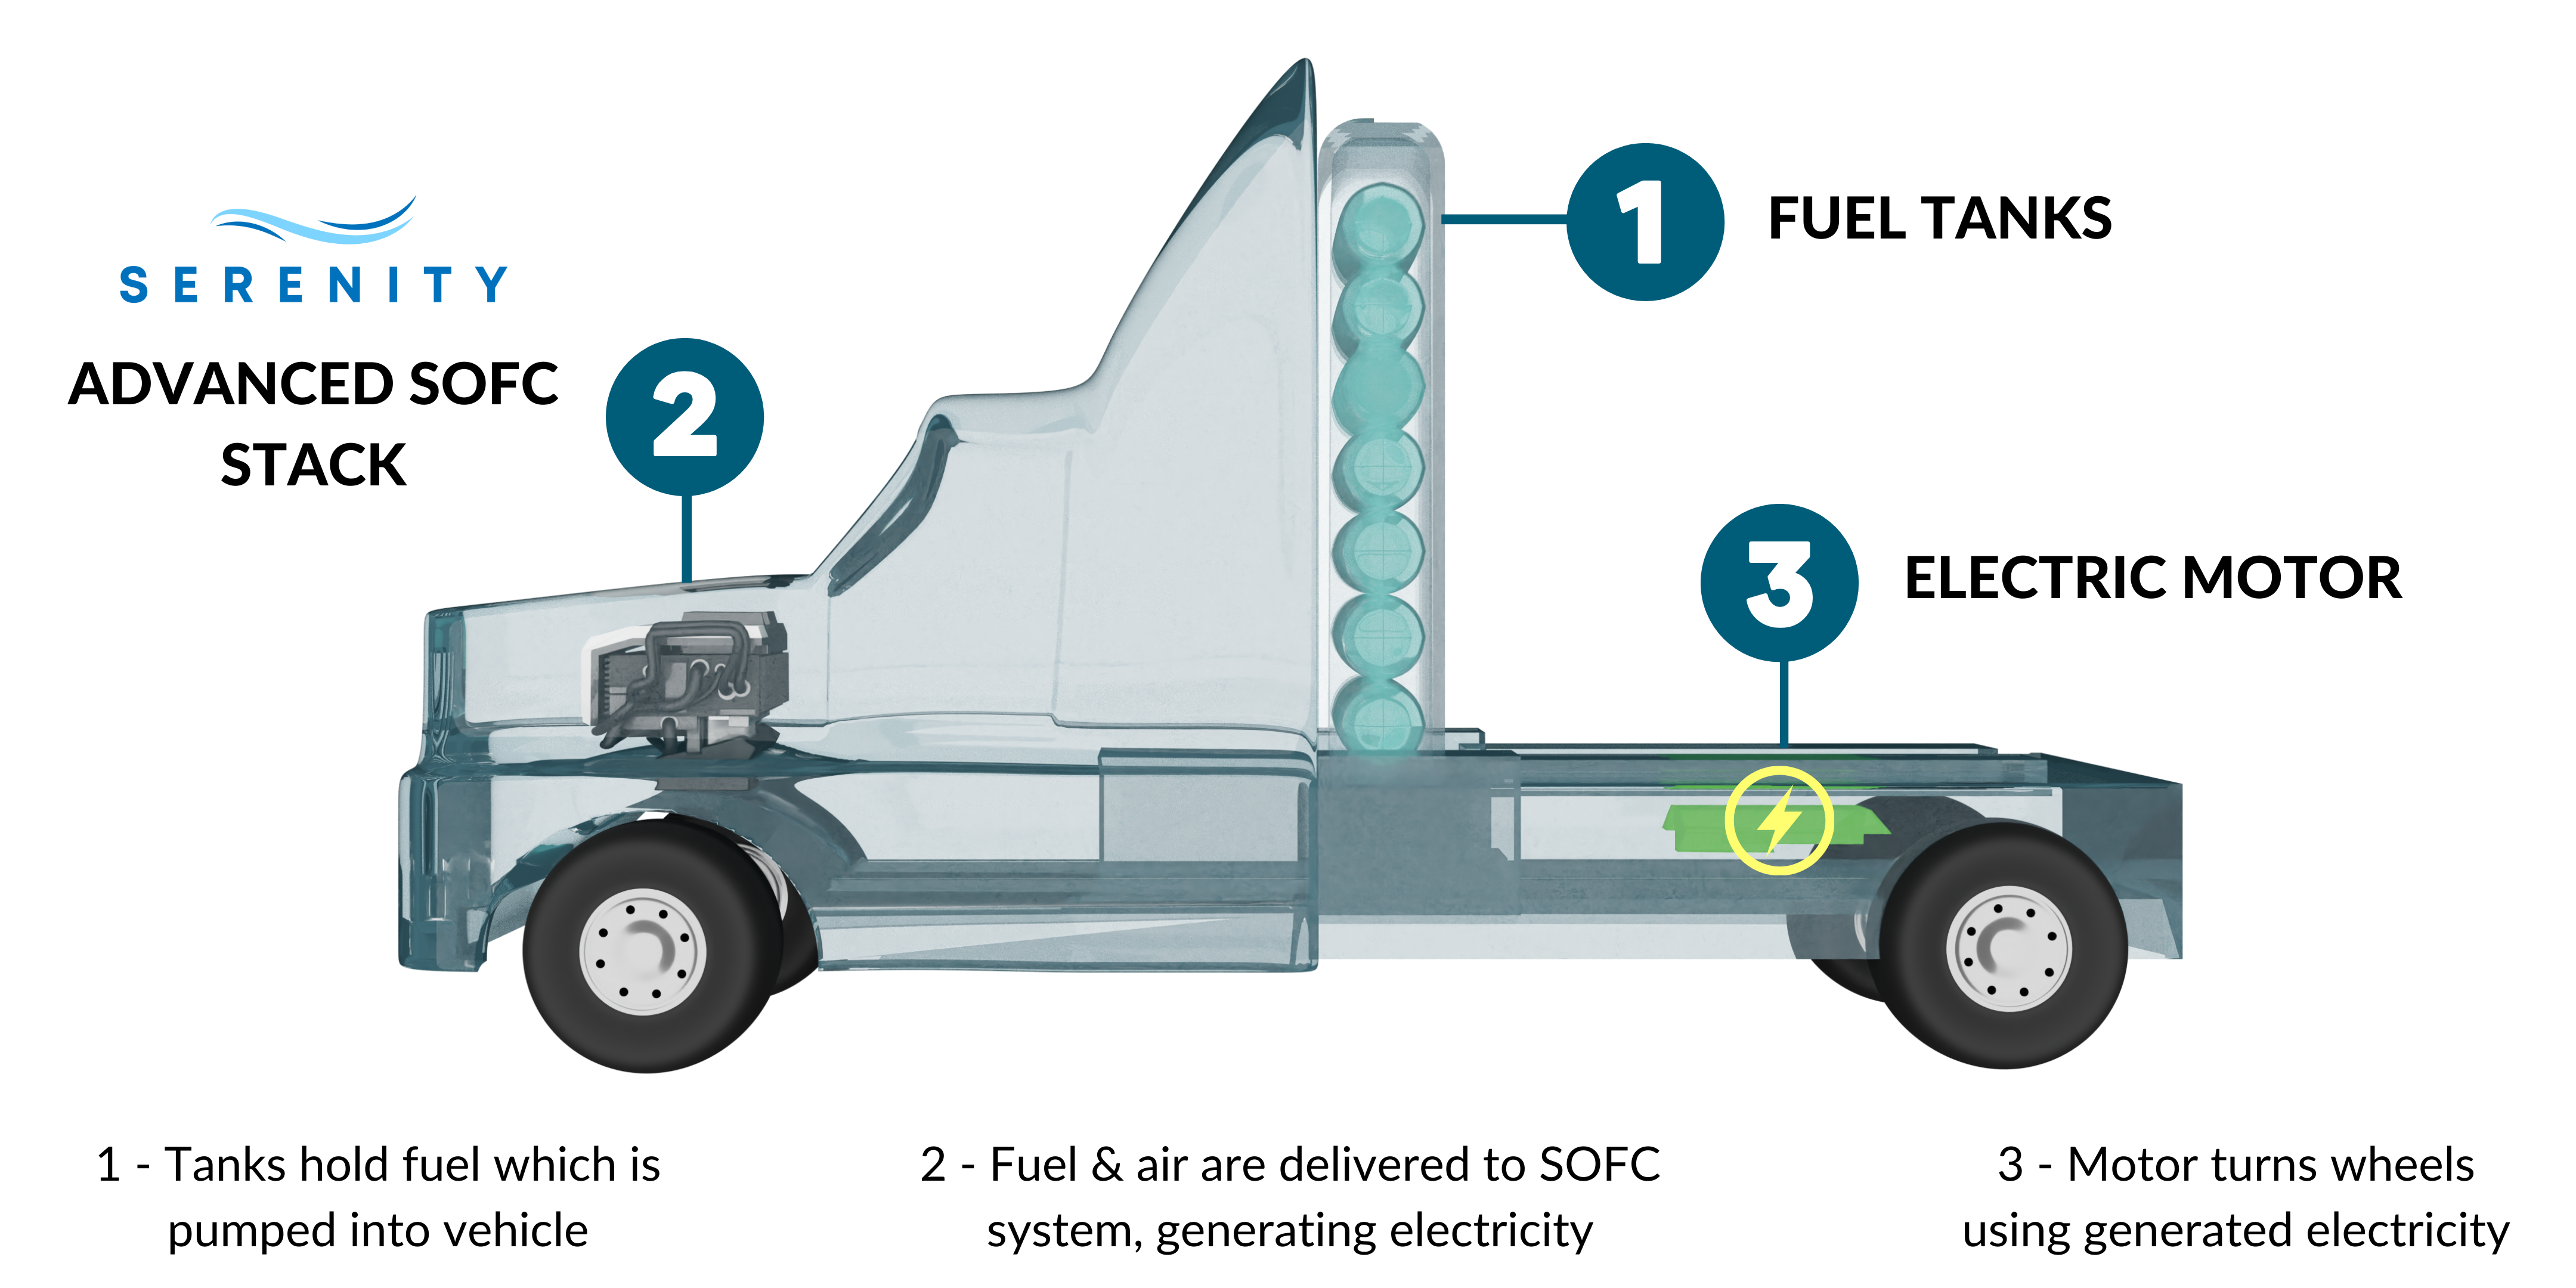 SERENITY
ADVANCED SOFC
STACK
2
1
FUEL TANKS
3
ELECTRIC MOTOR
1 - Tanks hold fuel which is
pumped into vehicle
2 - Fuel & air are delivered to SOFC
system, generating electricity
3 - Motor turns wheels
using generated electricity